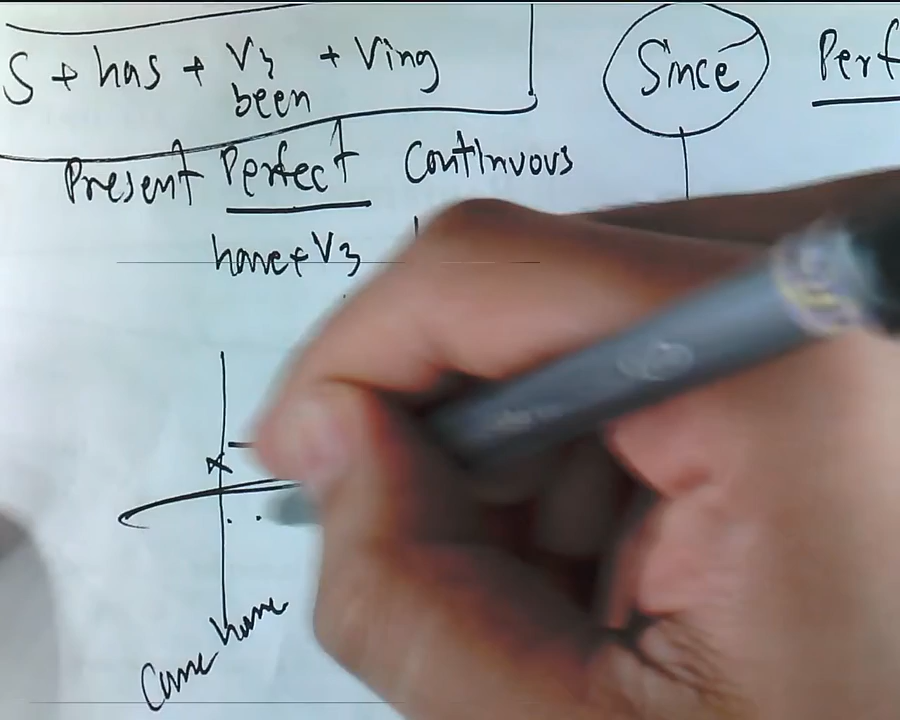 S + has + V3 + Ving
been
Since
Perf
Present Perfect Continuous
have + V3
Came home